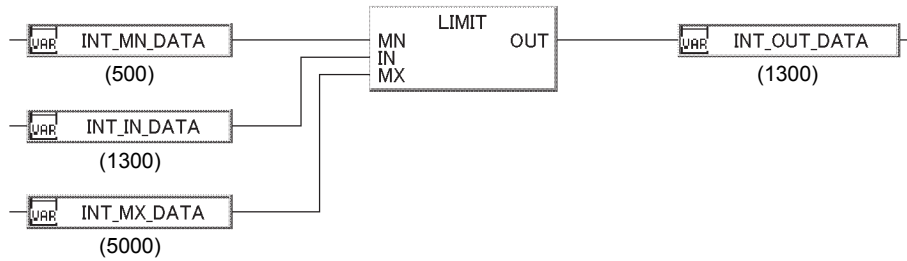 LIMIT
VAR INT_MN_DATA
MN OUT
VAR INT_OUT_DATA
IN
MX
(500)
(1300)
VAR INT_IN_DATA
(1300)
VAR INT_MX_DATA
(5000)